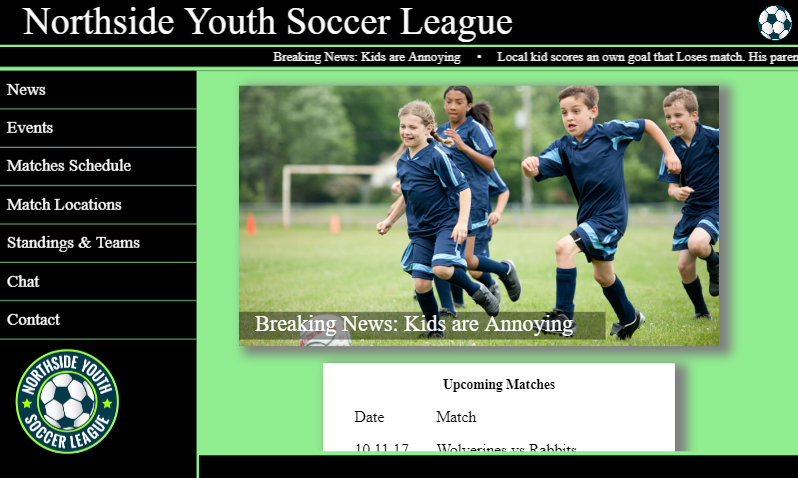 Northside Youth Soccer League
Breaking News: Kids are Annoying • Local kid scores an own goal that Loses match. His paren
News
Events
Matches Schedule
Match Locations
Standings & Teams
Chat
Contact
NORTHSIDE YOUTH
SOCCER LEAGUE
Breaking News: Kids are Annoying
Upcoming Matches
Date Match
10.11.17 Wolverines vs Rabbits